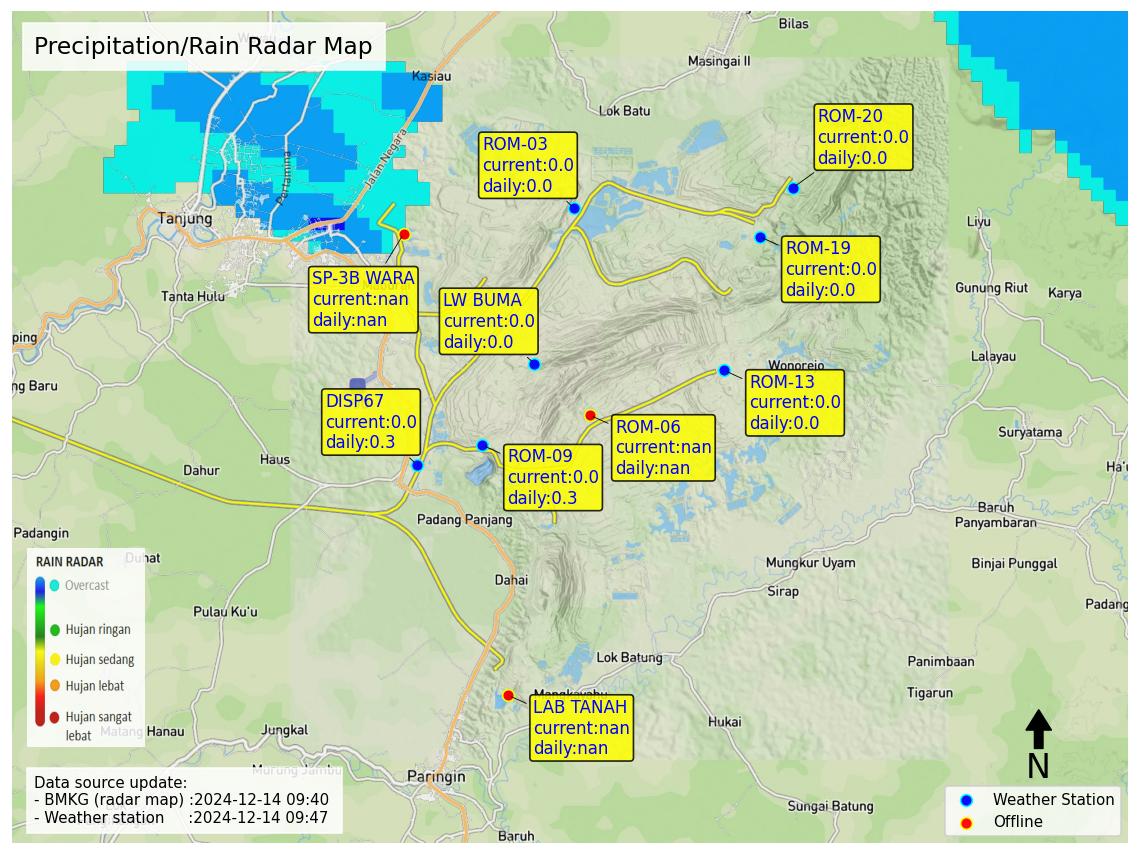 Precipitation/Rain Radar Map
Bilas
Masingai II
Kasiau
Lok Batu
Jalan Negara
Pertamina
Tanjung
Tanta Hulu
ROM-03
current:0.0
daily:0.0
ROM-20
current:0.0
daily:0.0
ROM-19
current:0.0
daily:0.0
SP-3B WARA
current:nan
daily:nan
LW BUMA
current:0.0
daily:0.0
Liyu
Gunung Riut
Karya
Lalayau
Wonorejo
ROM-13
current:0.0
daily:0.0
ping
ng Baru
DISP67
current:0.0
daily:0.3
ROM-06
current:nan
daily:nan
ROM-09
current:0.0
daily:0.3
Suryatama
Ha'u
Dahur
Haus
Padang Panjang
Baruh
Panyambaran
Padangin
Duhat
Dahai
Mungkur Uyam
Binjai Punggal
Sirap
Padang
Pulau Ku'u
RAIN RADAR
Overcast
Hujan ringan
Hujan sedang
Hujan lebat
Hujan sangat
lebat
Lok Batung
Panimbaan
Tigarun
Mangkayahu
LAB TANAH
current:nan
daily:nan
Matang Hanau
Jungkal
Hukai
Murung Jambu
Paringin
Sungai Batung
Baruh
Data source update:
- BMKG (radar map) :2024-12-14 09:40
- Weather station :2024-12-14 09:47
N
Weather Station
Offline